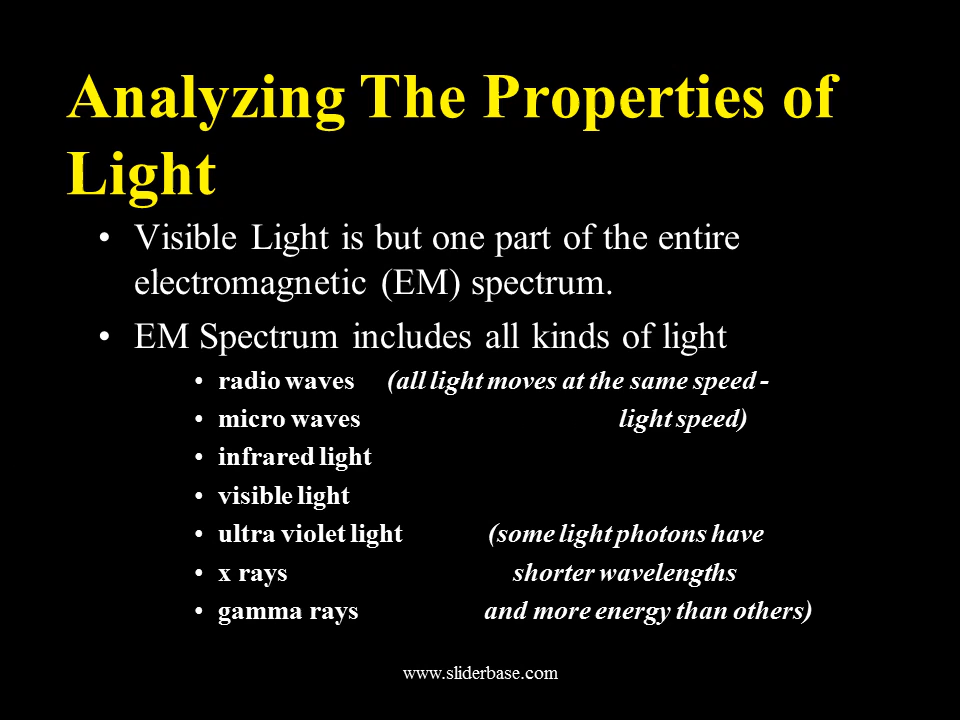 Analyzing The Properties of
Light
• Visible Light is but one part of the entire
electromagnetic (EM) spectrum.
• EM Spectrum includes all kinds of light
• radio waves (all light moves at the same speed -
• micro waves light speed)
• infrared light
• visible light
• ultra violet light (some light photons have
• x rays shorter wavelengths
• gamma rays and more energy than others)
www.sliderbase.com